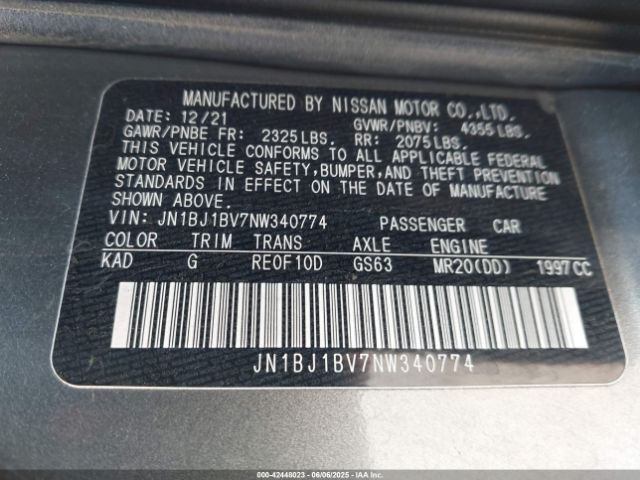 MANUFACTURED BY NISSAN MOTOR CO.,LTD.
DATE: 12/21 GVWR/PNBV: 4355 LBS.
GAWR/PNBE FR: 2325 LBS. RR: 2075 LBS.
THIS VEHICLE CONFORMS TO ALL APPLICABLE FEDERAL
MOTOR VEHICLE SAFETY, BUMPER, AND THEFT PREVENTION
STANDARDS IN EFFECT ON THE DATE OF MANUFACTURE
SHOWN ABOVE.
VIN: JN1BJ1BV7NW340774 PASSENGER CAR
COLOR TRIM TRANS AXLE ENGINE
KAD G RE0F10D GS63 MR20(DD) 1997CC
JN1BJ1BV7NW340774
000-42448023 - 06/06/2025 - IAAI.COM